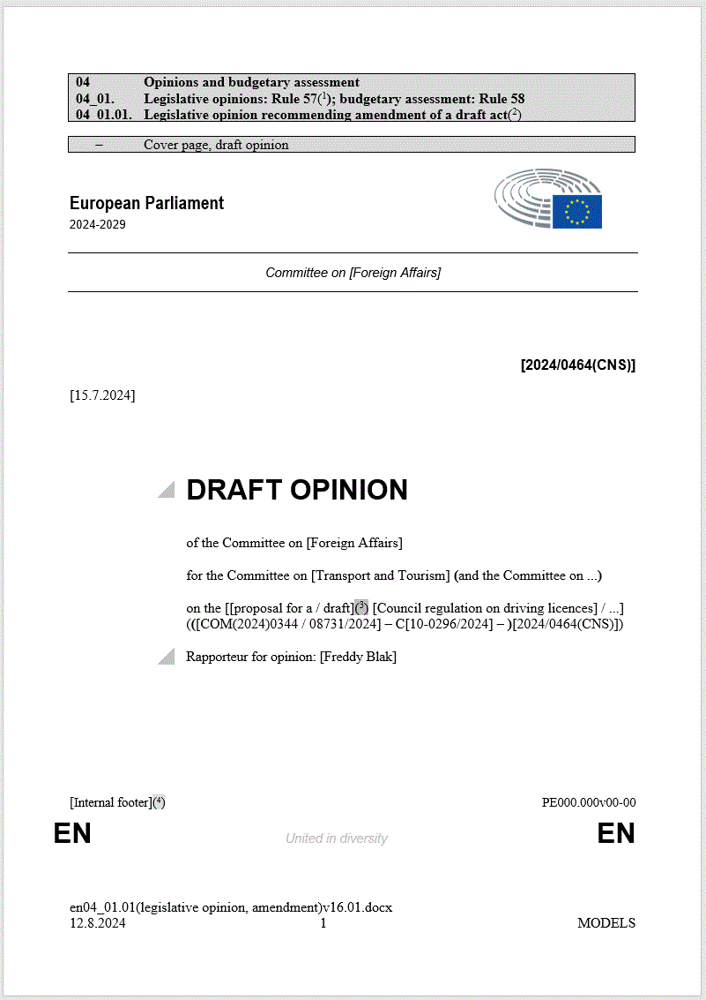 04 Opinions and budgetary assessment
04_01. Legislative opinions: Rule 57(1); budgetary assessment: Rule 58
04_01.01. Legislative opinion recommending amendment of a draft act(2)
– Cover page, draft opinion
European Parliament
2024-2029
Committee on [Foreign Affairs]
[2024/0464(CNS)]
[15.7.2024]
DRAFT OPINION
of the Committee on [Foreign Affairs]
for the Committee on [Transport and Tourism] (and the Committee on ...)
on the [[proposal for a / draft](3) [Council regulation on driving licences] / ...]
(([COM(2024)0344 / 08731/2024] – C[10-0296/2024] – )[2024/0464(CNS)])
Rapporteur for opinion: [Freddy Blak]
[Internal footer](4) PE000.000v00-00
EN United in diversity EN
en04_01.01(legislative opinion, amendment)v16.01.docx
12.8.2024 1 MODELS